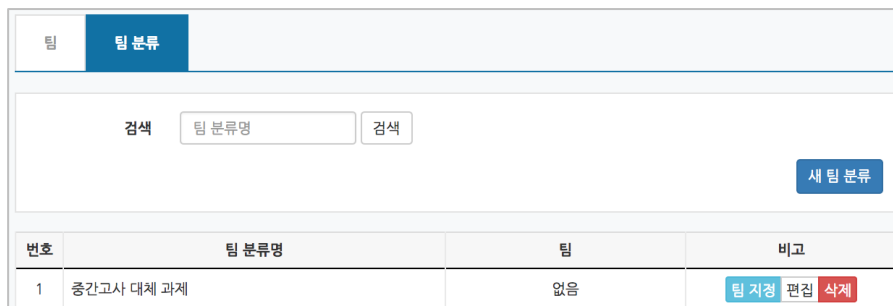 팀 팀 분류
검색 팀 분류명 검색
새 팀 분류
번호 팀 분류명 팀 비고
1 중간고사 대체 과제 없음 팀 지정 편집 삭제